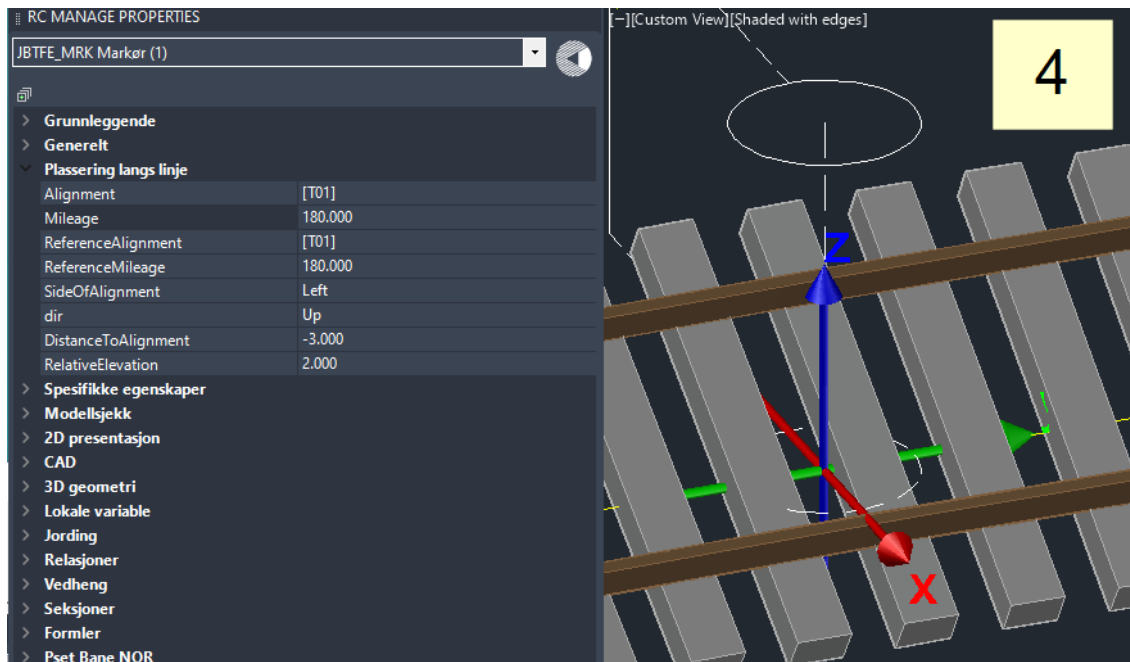 RC MANAGE PROPERTIES
JBTFE_MRK Markør (1)
Grunnleggende
Generelt
Plassering langs linje
Alignment [T01]
Mileage 180.000
ReferenceAlignment [T01]
ReferenceMileage 180.000
SideOfAlignment Left
dir Up
DistanceToAlignment -3.000
RelativeElevation 2.000
Spesifikke egenskaper
Modellsjekk
2D presentasjon
CAD
3D geometri
Lokale variable
Jording
Relasjoner
Vedheng
Seksjoner
Formler
Pset Bane NOR
[−][Custom View][Shaded with edges]
4
Z
X